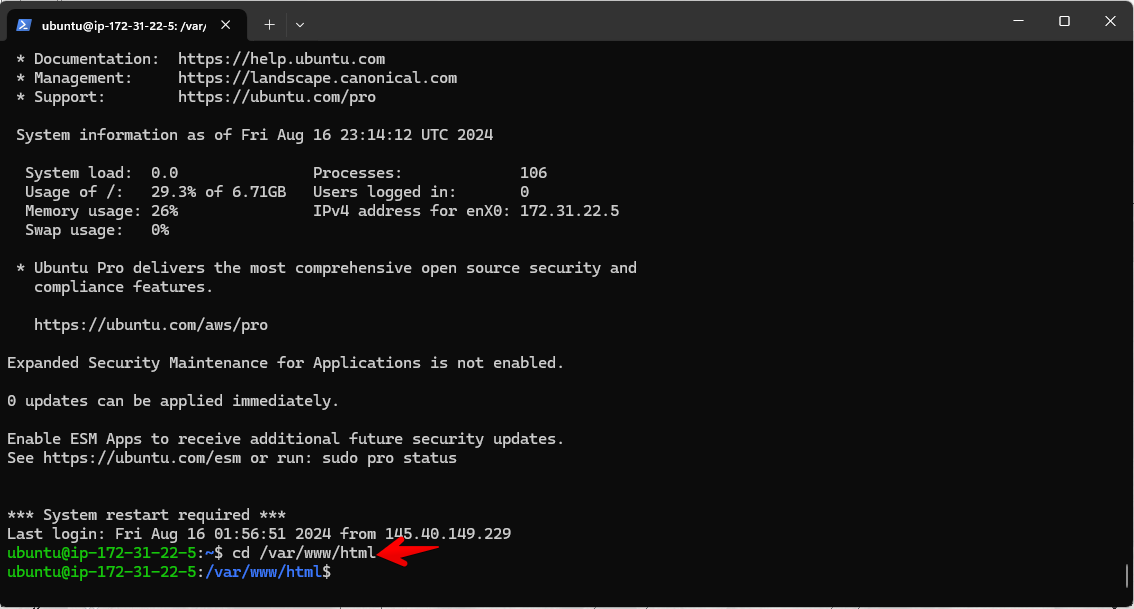 ubuntu@ip-172-31-22-5: /var/
* Documentation:  https://help.ubuntu.com
* Management:     https://landscape.canonical.com
* Support:        https://ubuntu.com/pro
System information as of Fri Aug 16 23:14:12 UTC 2024
System load:  0.0               Processes:             106
Usage of /:   29.3% of 6.71GB   Users logged in:       0
Memory usage: 26%               IPv4 address for enX0: 172.31.22.5
Swap usage:   0%
* Ubuntu Pro delivers the most comprehensive open source security and
compliance features.
https://ubuntu.com/aws/pro
Expanded Security Maintenance for Applications is not enabled.
0 updates can be applied immediately.
Enable ESM Apps to receive additional future security updates.
See https://ubuntu.com/esm or run: sudo pro status
*** System restart required ***
Last login: Fri Aug 16 01:56:51 2024 from 145.40.149.229
ubuntu@ip-172-31-22-5:~$ cd /var/www/html
ubuntu@ip-172-31-22-5:/var/www/html$